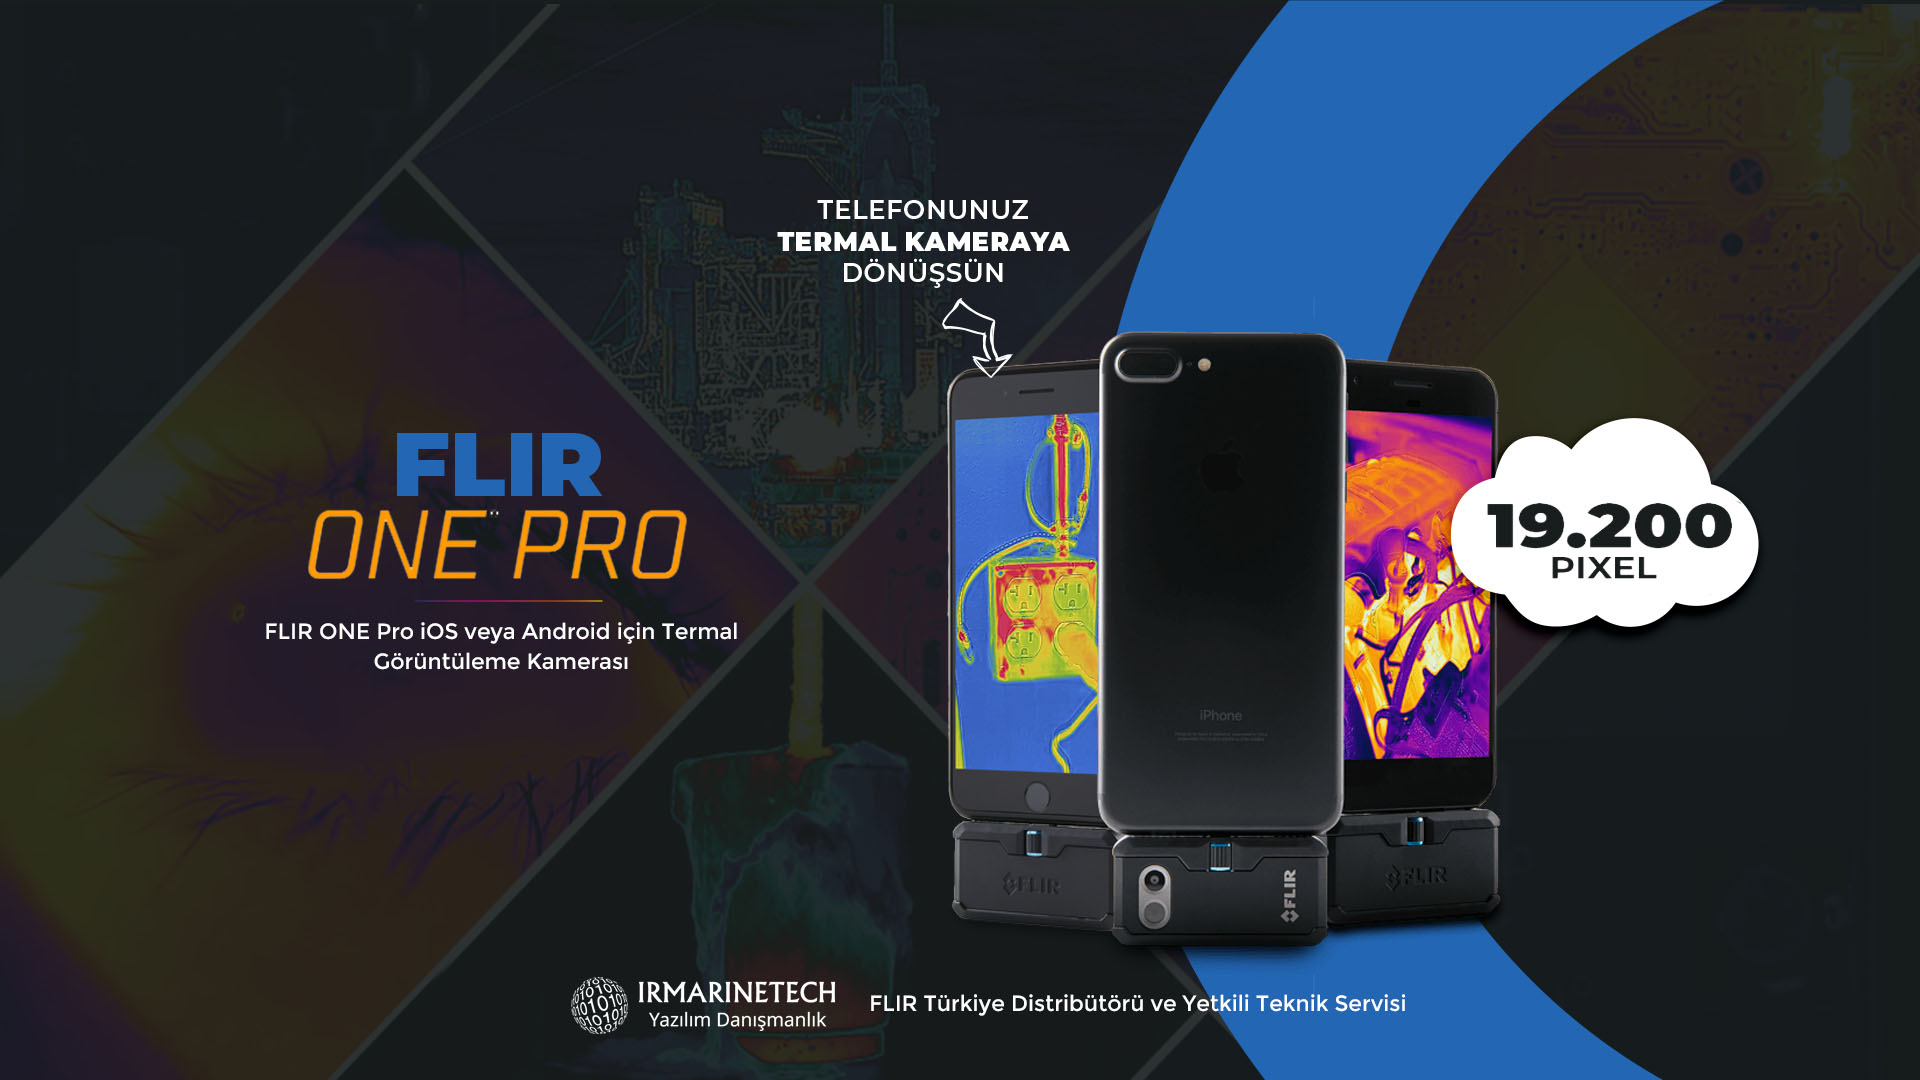 TELEFONUNUZ
TERMAL KAMERAYA
DÖNÜŞSÜN
FLIR
ONE PRO
FLIR ONE Pro iOS veya Android için Termal
Görüntüleme Kamerası
19.200
PIXEL
iPhone
FLIR
FLIR
FLIR
IRMARINETECH
Yazılım Danışmanlık
FLIR Türkiye Distribütörü ve Yetkili Teknik Servisi